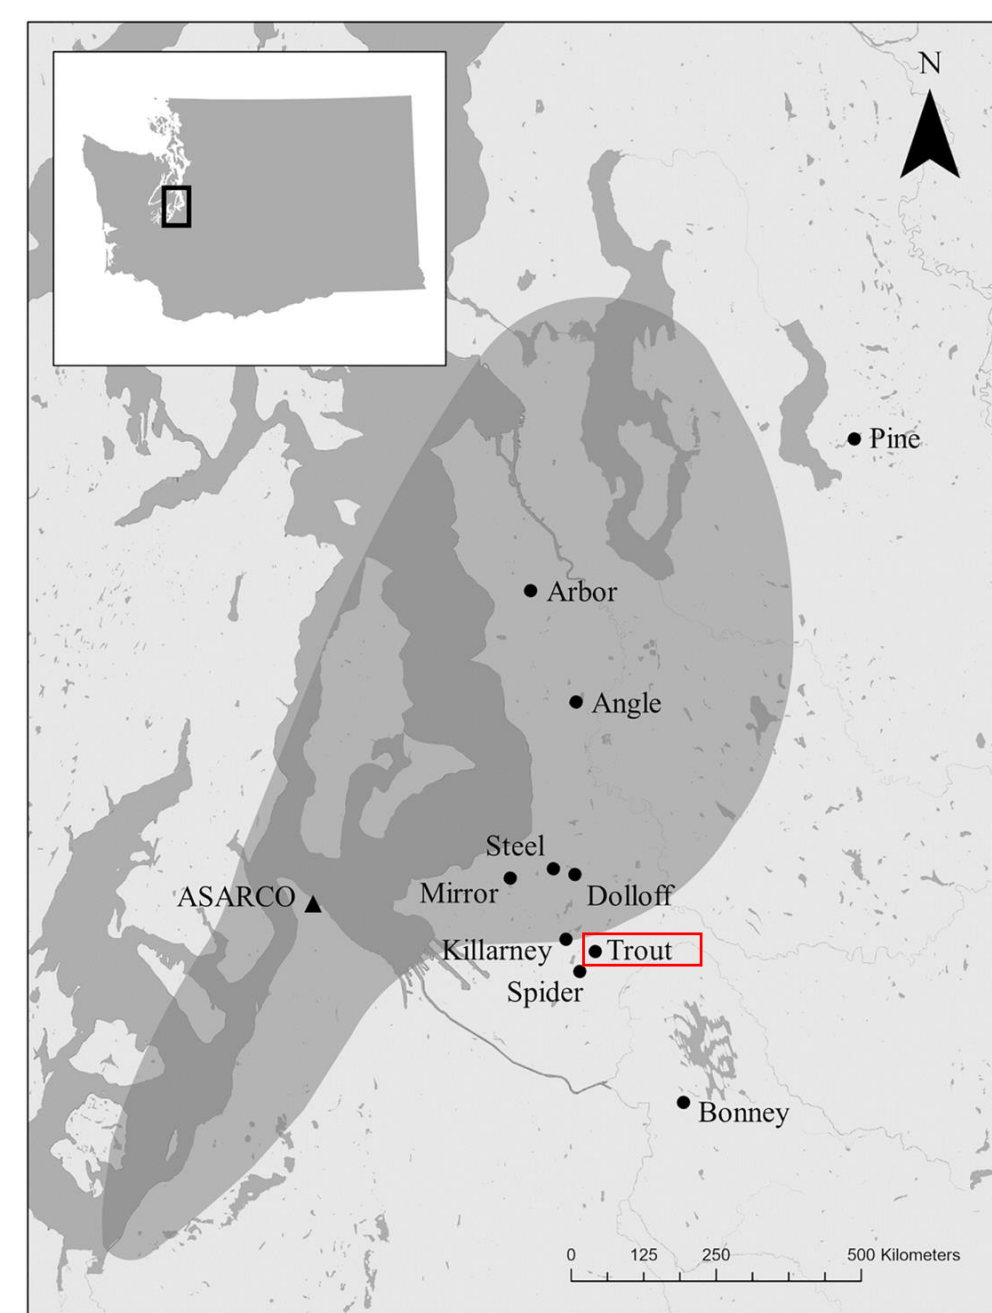 N
Pine
Arbor
Angle
Steel
ASARCO
Mirror
Dolloff
Killarney
Trout
Spider
Bonney
0 125 250 500 Kilometers